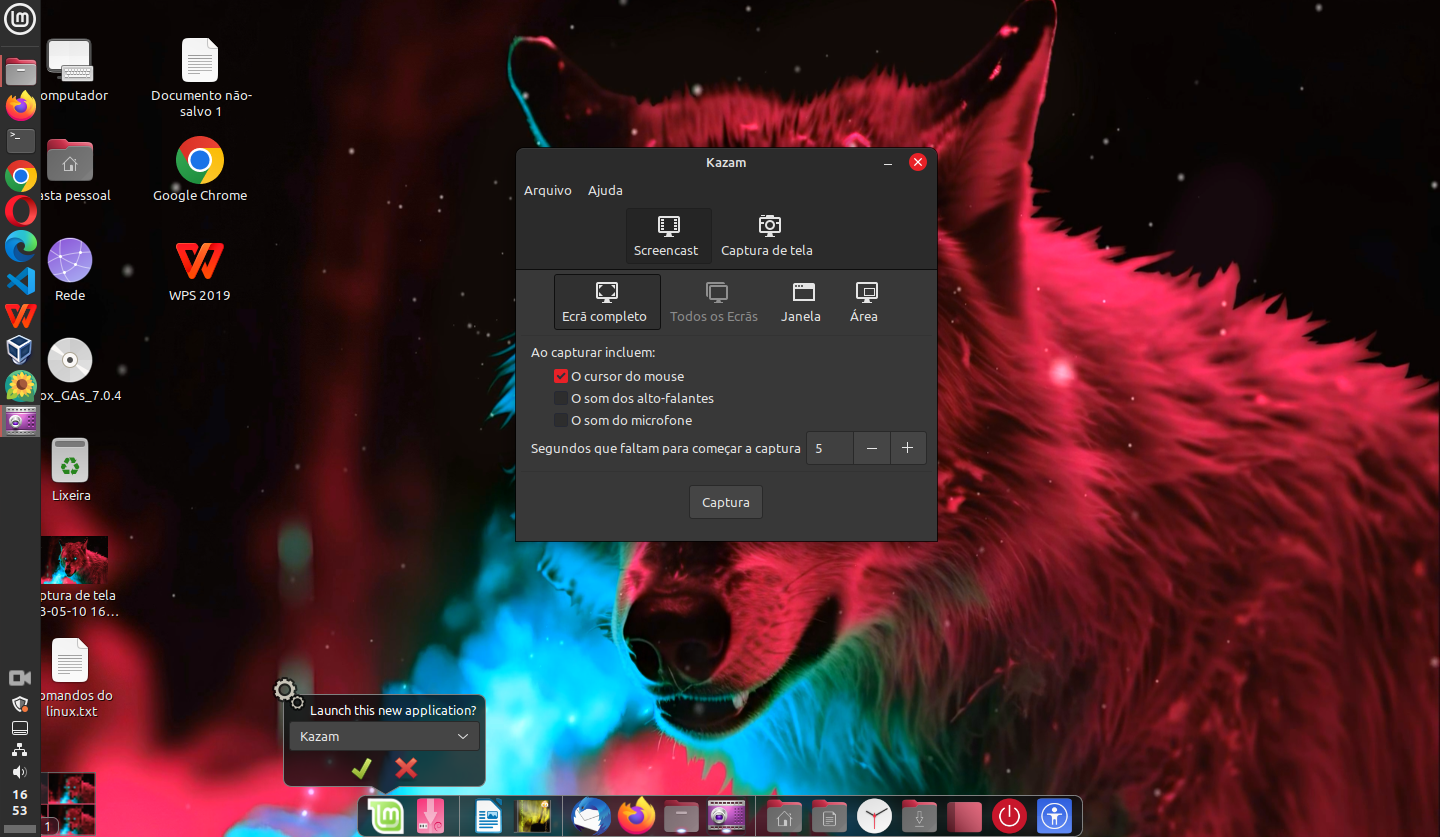 omputador
Documento não-
salvo 1
asta pessoal
Google Chrome
Rede
WPS 2019
ox_GAs_7.0.4
Lixeira
ptura de tela
3-05-10 16…
omandos do
linux.txt
16
53
1
Kazam
Arquivo
Ajuda
Screencast
Captura de tela
Ecrã completo
Todos os Ecrãs
Janela
Área
Ao capturar incluem:
O cursor do mouse
O som dos alto-falantes
O som do microfone
Segundos que faltam para começar a captura
5
Captura
Launch this new application?
Kazam